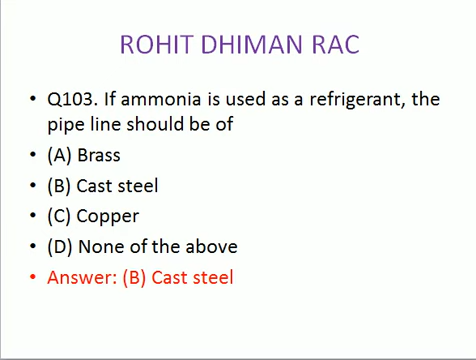 ROHIT DHIMAN RAC
• Q103. If ammonia is used as a refrigerant, the
pipe line should be of
• (A) Brass
• (B) Cast steel
• (C) Copper
• (D) None of the above
• Answer: (B) Cast steel